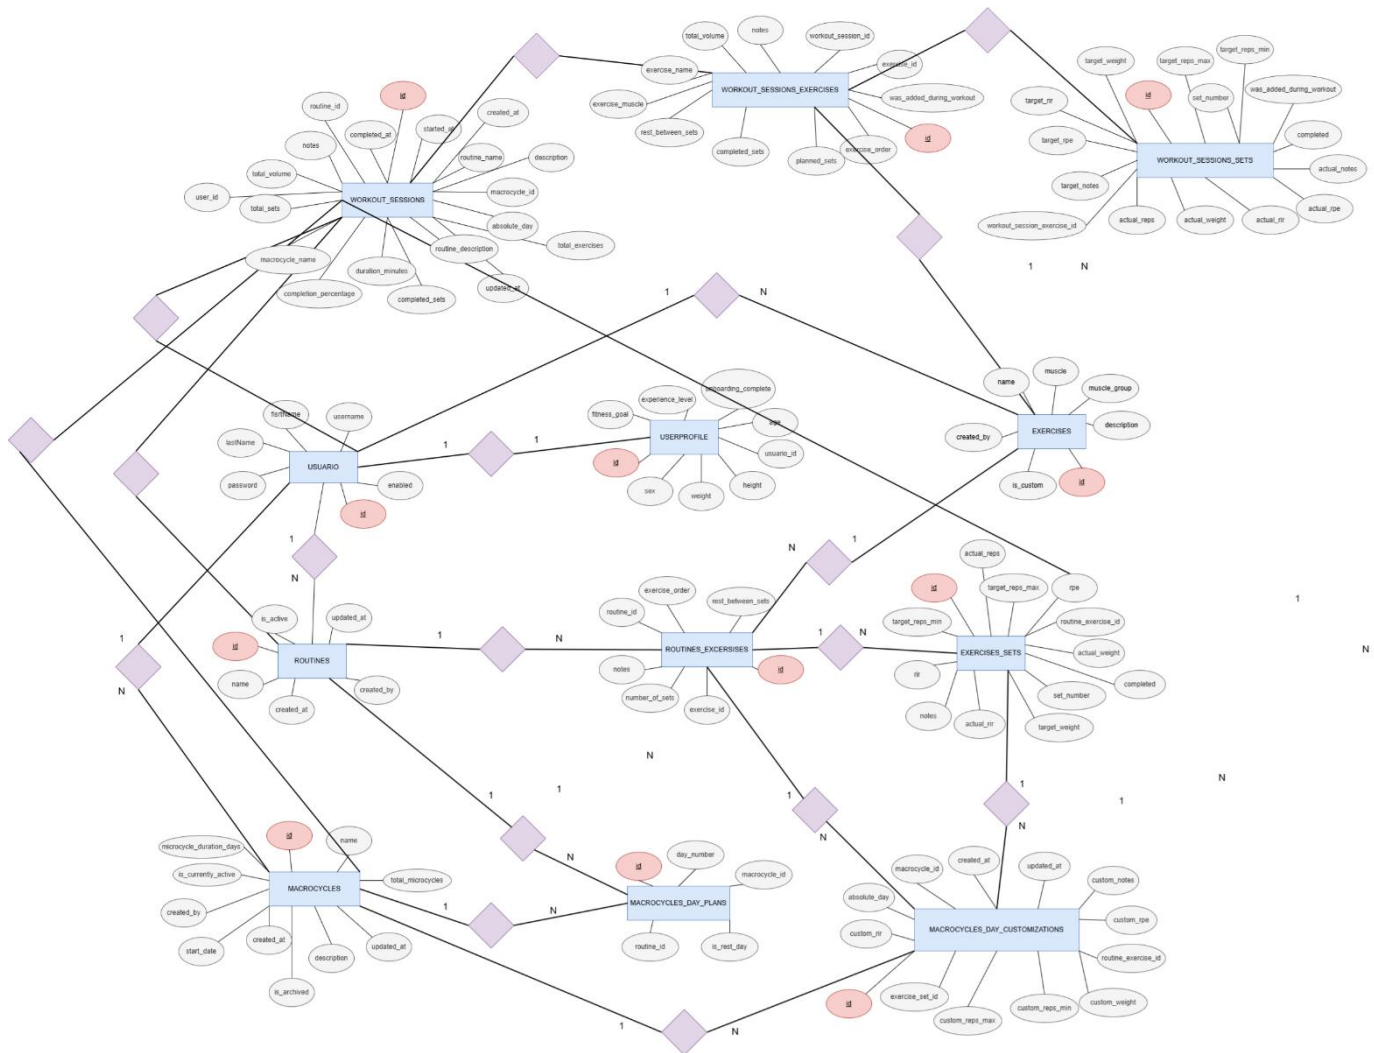 total_volume
notes
workout_session_id
exercise_name
exercise_id
WORKOUT_SESSIONS_EXERCISES
exercise_muscle
was_added_during_workout
rest_between_sets
exercise_order
id
completed_sets
planned_sets
target_weight
target_reps_max
target_reps_min
id
set_number
was_added_during_workout
target_rir
target_rpe
completed
WORKOUT_SESSIONS_SETS
actual_notes
target_notes
actual_rpe
workout_session_exercise_id
actual_reps
actual_weight
actual_rir
routine_id
id
completed_at
started_at
created_at
notes
routine_name
description
total_volume
macrocycle_id
user_id
total_sets
WORKOUT_SESSIONS
absolute_day
total_exercises
macrocycle_name
duration_minutes
routine_description
completion_percentage
completed_sets
updated_at
1
N
1
N
name
muscle
muscle_group
created_by
EXERCISES
description
is_custom
id
experience_level
onboarding_complete
fitness_goal
age
USERPROFILE
usuario_id
id
sex
weight
height
1
1
firstName
username
lastName
USUARIO
password
enabled
id
1
N
N
1
is_active
updated_at
id
ROUTINES
name
created_at
created_by
1
N
1
N
exercise_order
routine_id
rest_between_sets
ROUTINES_EXCERSISES
notes
id
number_of_sets
exercise_id
1
N
actual_reps
id
target_reps_max
rpe
target_reps_min
routine_exercise_id
EXERCISES_SETS
actual_weight
rir
completed
set_number
notes
actual_rir
target_weight
1
N
N
N
1
1
1
N
1
1
N
1
N
id
name
microcycle_duration_days
is_currently_active
total_microcycles
MACROCYCLES
created_by
start_date
created_at
description
updated_at
is_archived
1
N
id
day_number
macrocycle_id
MACROCYCLES_DAY_PLANS
routine_id
is_rest_day
macrocycle_id
created_at
updated_at
custom_notes
absolute_day
custom_rpe
custom_rir
MACROCYCLES_DAY_CUSTOMIZATIONS
routine_exercise_id
id
exercise_set_id
custom_reps_max
custom_reps_min
custom_weight
1
N